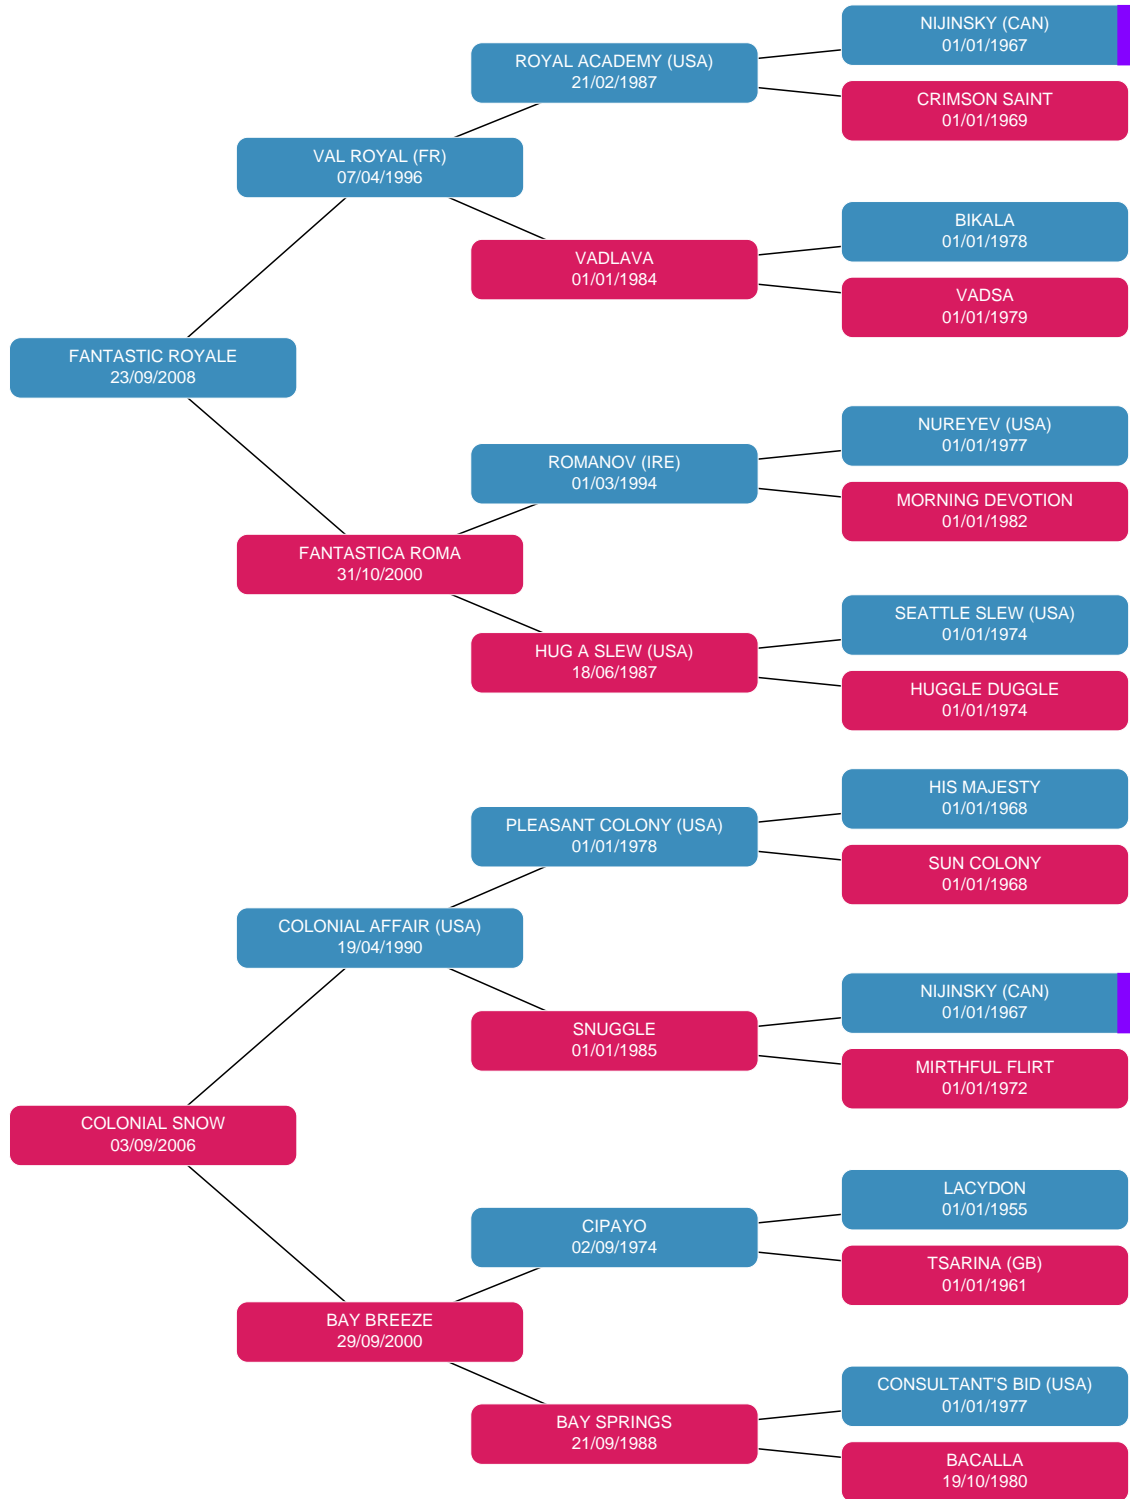 NIJINSKY (CAN)
01/01/1967
ROYAL ACADEMY (USA)
21/02/1987
CRIMSON SAINT
01/01/1969
VAL ROYAL (FR)
07/04/1996
BIKALA
01/01/1978
VADLAVA
01/01/1984
VADSA
01/01/1979
FANTASTIC ROYALE
23/09/2008
NUREYEV (USA)
01/01/1977
ROMANOV (IRE)
01/03/1994
MORNING DEVOTION
01/01/1982
FANTASTICA ROMA
31/10/2000
SEATTLE SLEW (USA)
01/01/1974
HUG A SLEW (USA)
18/06/1987
HUGGLE DUGGLE
01/01/1974
HIS MAJESTY
01/01/1968
PLEASANT COLONY (USA)
01/01/1978
SUN COLONY
01/01/1968
COLONIAL AFFAIR (USA)
19/04/1990
NIJINSKY (CAN)
01/01/1967
SNUGGLE
01/01/1985
MIRTHFUL FLIRT
01/01/1972
COLONIAL SNOW
03/09/2006
LACYDON
01/01/1955
CIPAYO
02/09/1974
TSARINA (GB)
01/01/1961
BAY BREEZE
29/09/2000
CONSULTANT'S BID (USA)
01/01/1977
BAY SPRINGS
21/09/1988
BACALLA
19/10/1980